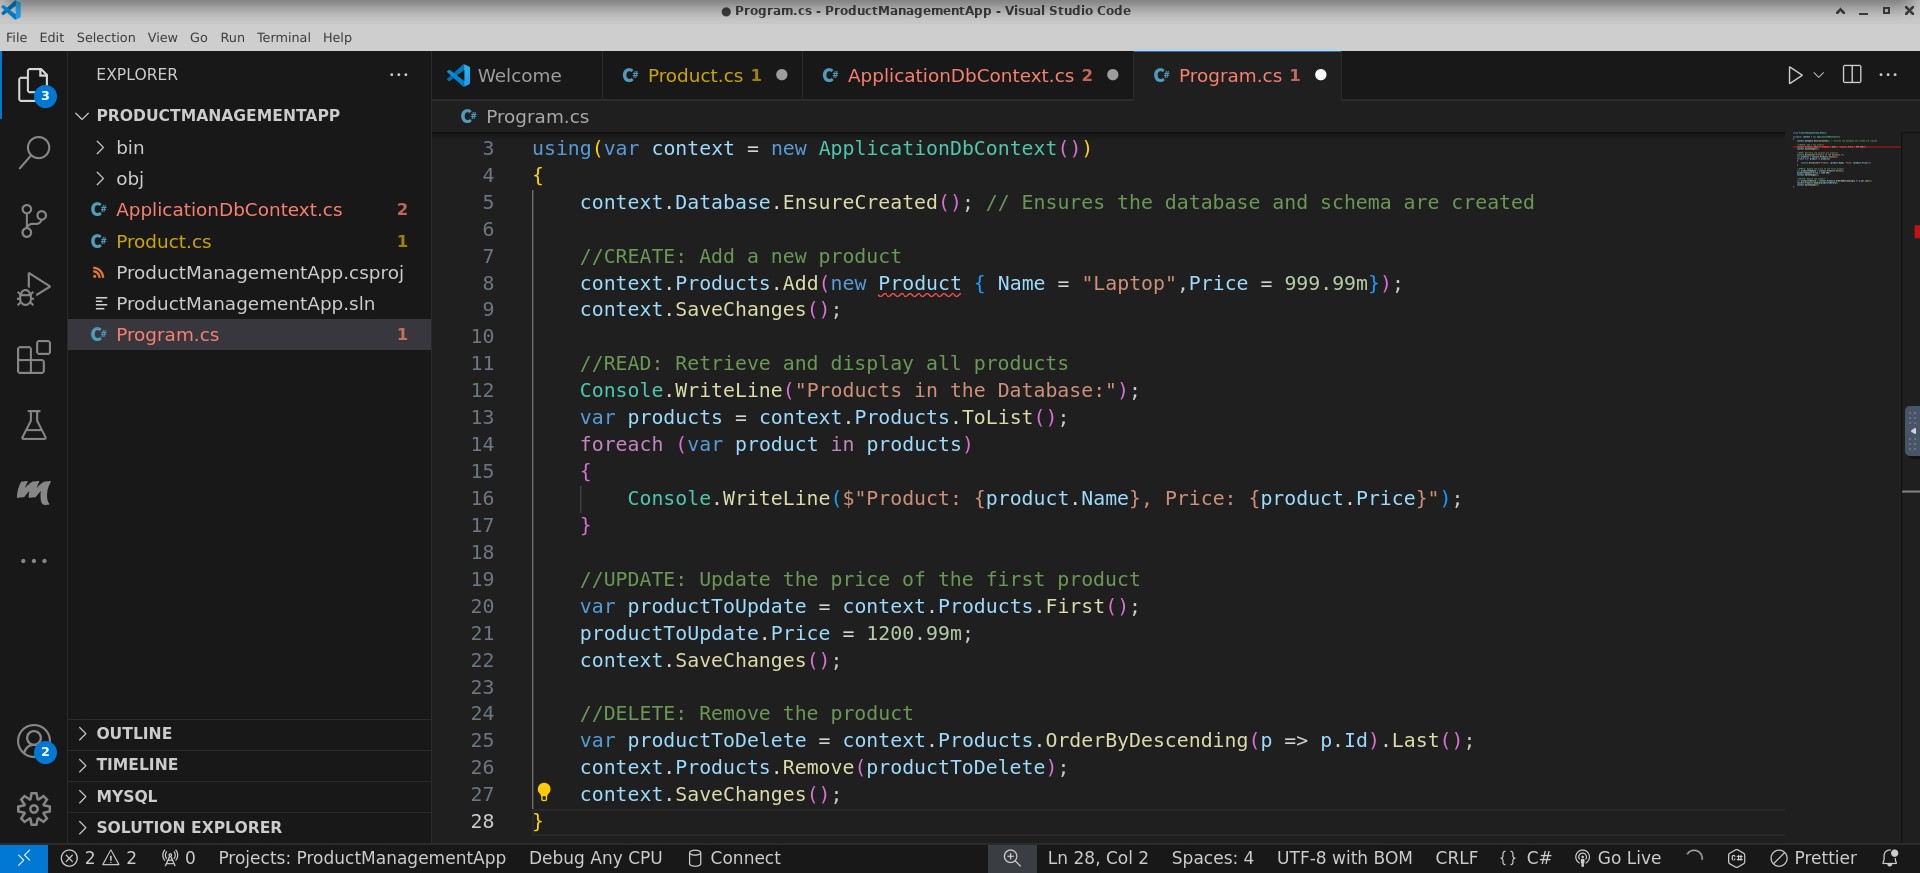 ● Program.cs - ProductManagementApp - Visual Studio Code
File Edit Selection View Go Run Terminal Help
EXPLORER
3
PRODUCTMANAGEMENTAPP
bin
obj
ApplicationDbContext.cs 2
Product.cs 1
ProductManagementApp.csproj
ProductManagementApp.sln
Program.cs 1
OUTLINE
TIMELINE
MYSQL
SOLUTION EXPLORER
2
Welcome
Product.cs 1
ApplicationDbContext.cs 2
Program.cs 1
Program.cs
3 using(var context = new ApplicationDbContext())
4 {
5 context.Database.EnsureCreated(); // Ensures the database and schema are created
6
7 //CREATE: Add a new product
8 context.Products.Add(new Product { Name = "Laptop",Price = 999.99m});
9 context.SaveChanges();
10
11 //READ: Retrieve and display all products
12 Console.WriteLine("Products in the Database:");
13 var products = context.Products.ToList();
14 foreach (var product in products)
15 {
16 Console.WriteLine($"Product: {product.Name}, Price: {product.Price}");
17 }
18
19 //UPDATE: Update the price of the first product
20 var productToUpdate = context.Products.First();
21 productToUpdate.Price = 1200.99m;
22 context.SaveChanges();
23
24 //DELETE: Remove the product
25 var productToDelete = context.Products.OrderByDescending(p => p.Id).Last();
26 context.Products.Remove(productToDelete);
27 context.SaveChanges();
28 }
2 2 0 Projects: ProductManagementApp Debug Any CPU Connect Ln 28, Col 2 Spaces: 4 UTF-8 with BOM CRLF {} C# Go Live Prettier